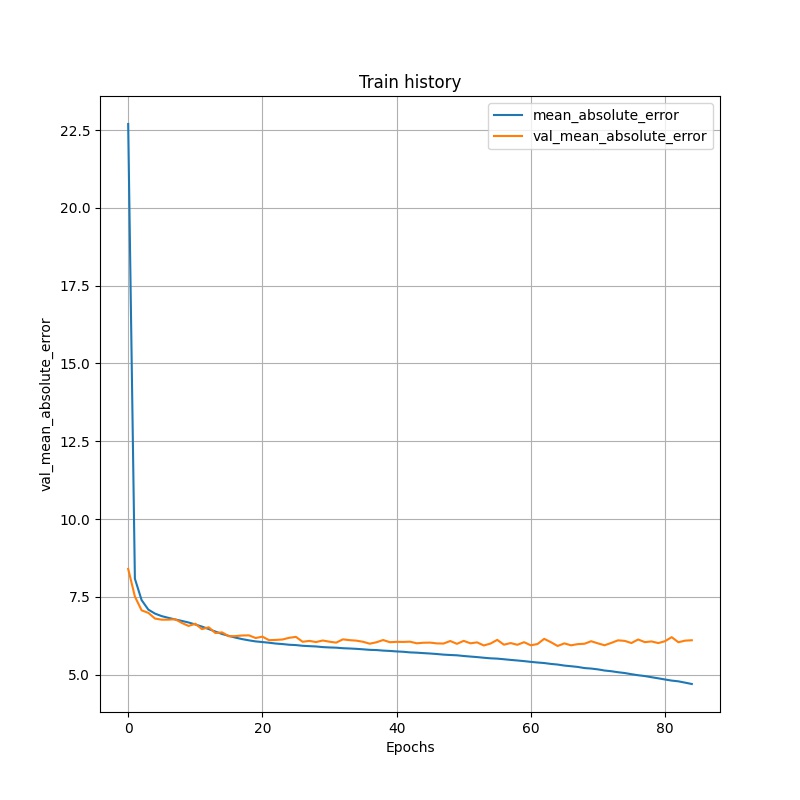 Train history
mean_absolute_error
val_mean_absolute_error
22.5
20.0
17.5
15.0
12.5
10.0
7.5
5.0
val_mean_absolute_error
0 20 40 60 80
Epochs